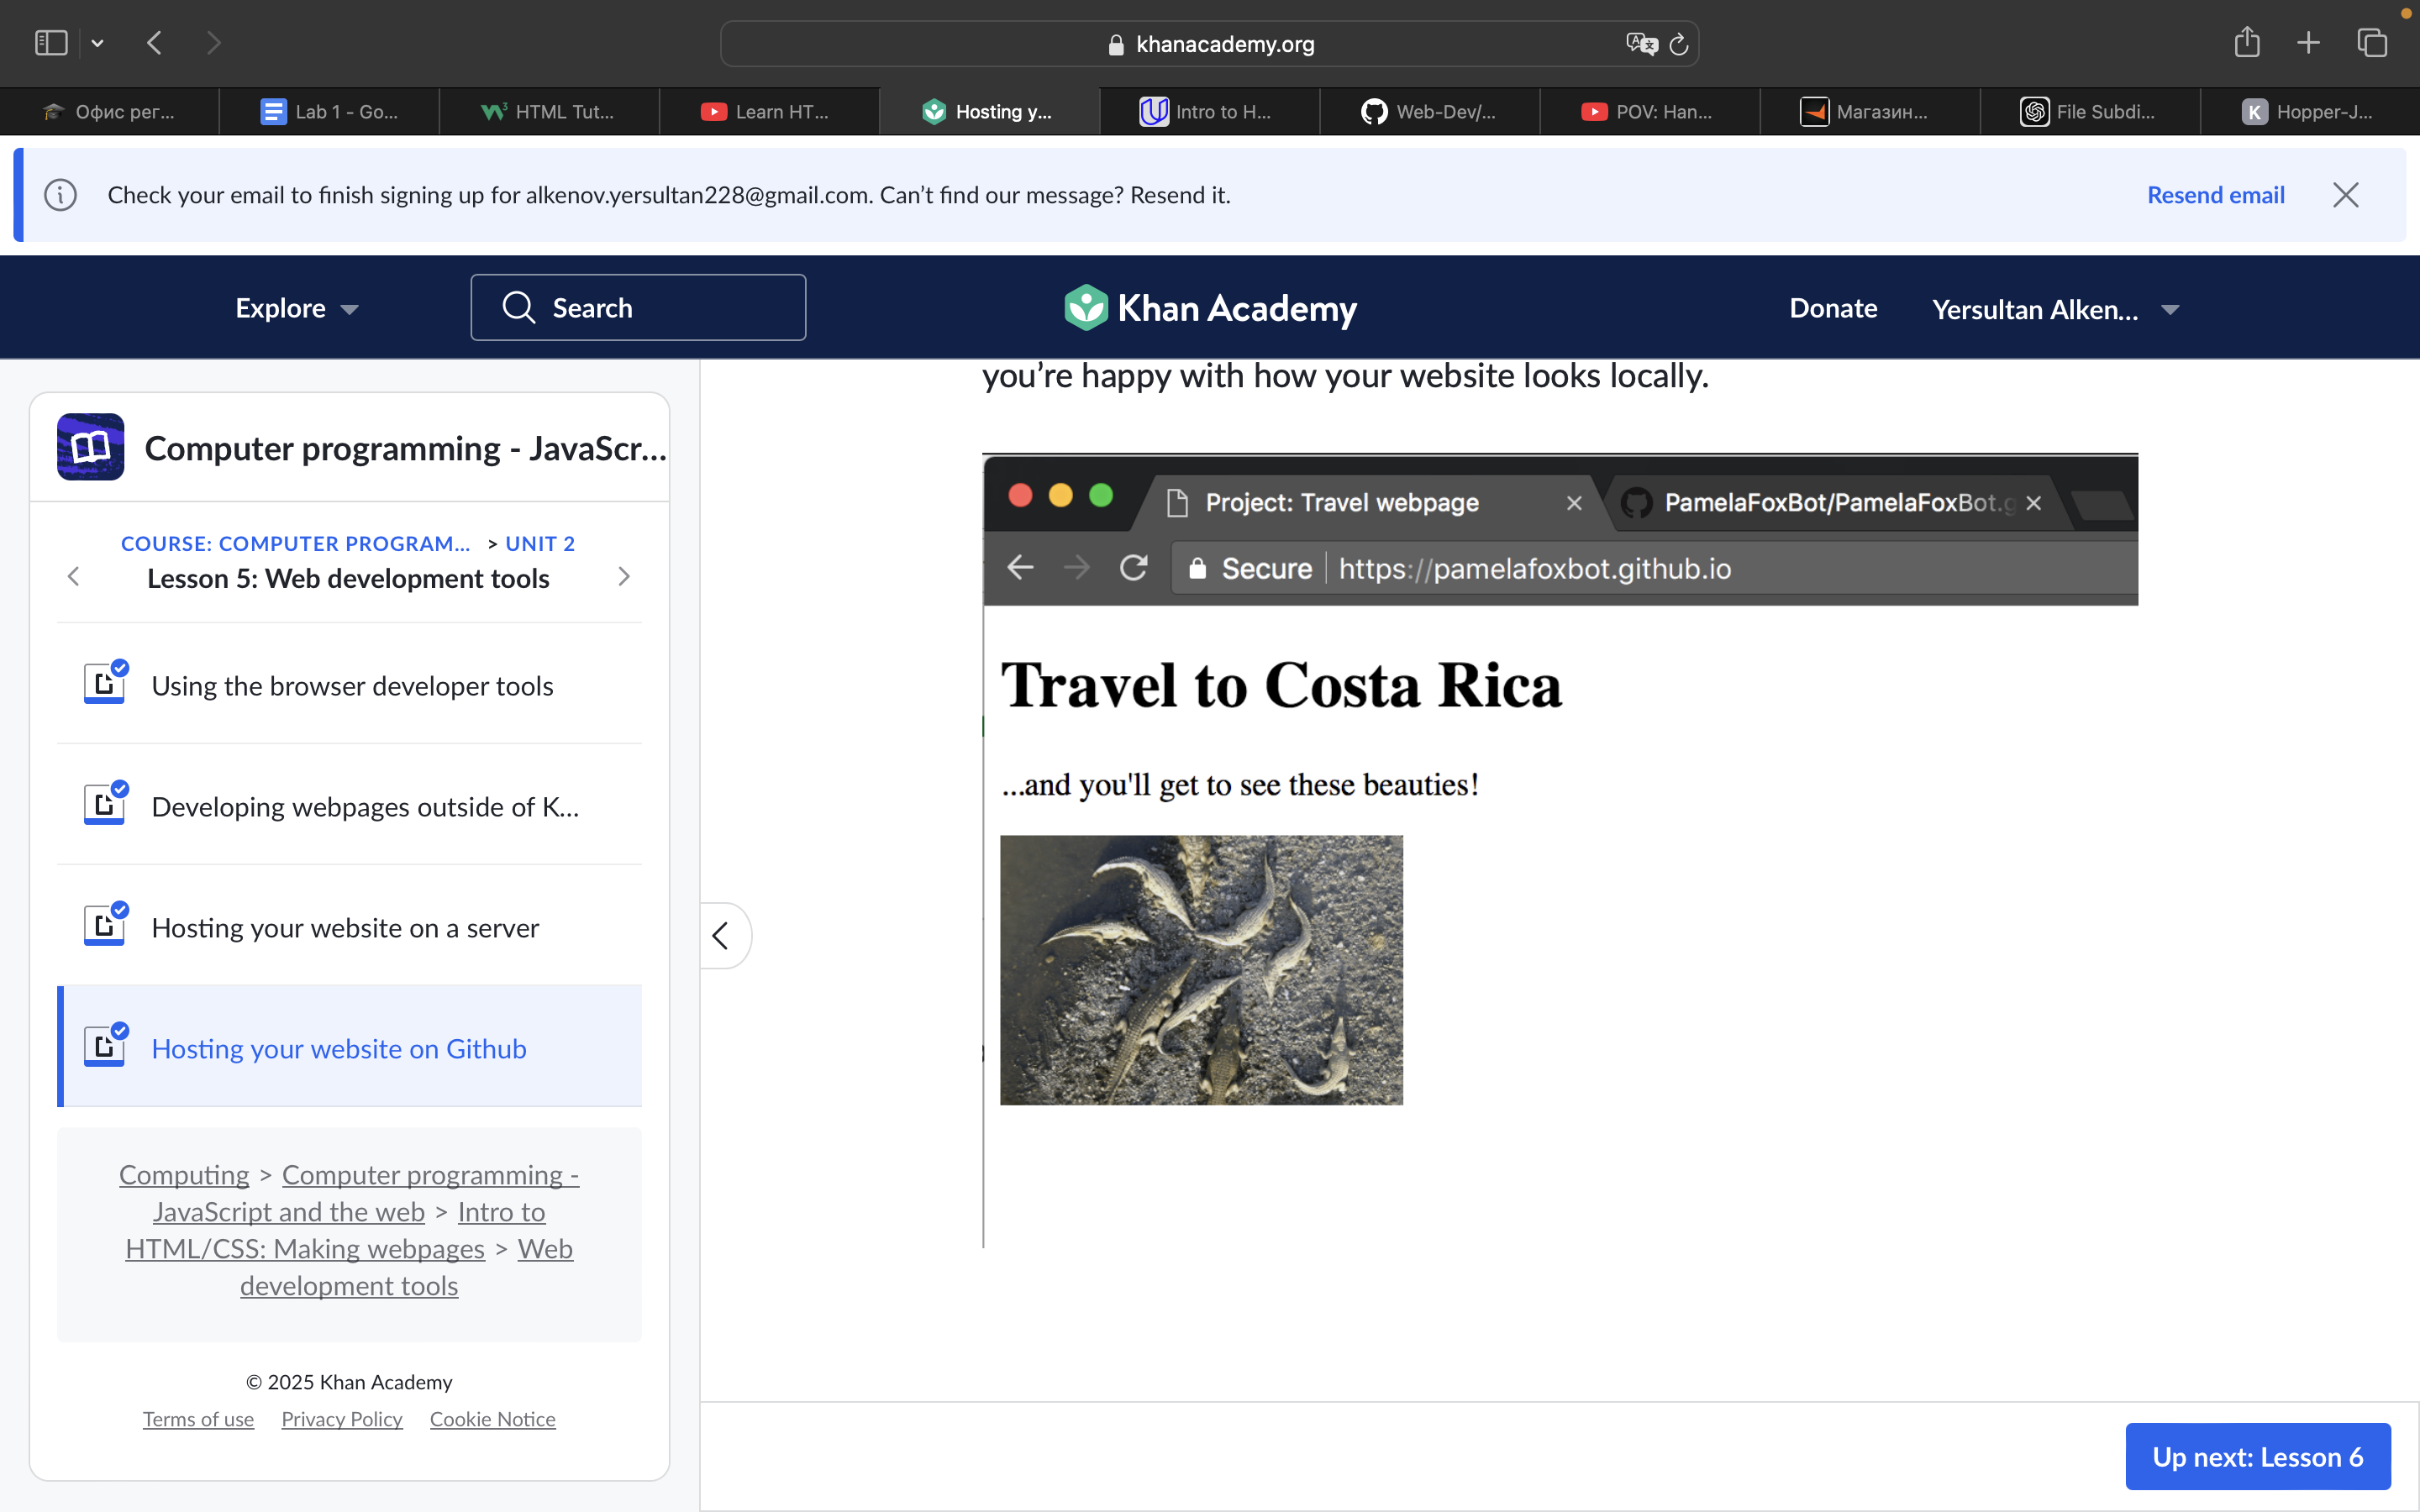 khanacademy.org
Офис рег...
Lab 1 - Go...
HTML Tut...
Learn HT...
Hosting y...
Intro to H...
Web-Dev/...
POV: Han...
Магазин...
File Subdi...
K Hopper-J...
Check your email to finish signing up for alkenov.yersultan228@gmail.com. Can’t find our message? Resend it.
Resend email
Explore
Search
Khan Academy
Donate
Yersultan Alken...
Computer programming - JavaScr...
COURSE: COMPUTER PROGRAM... > UNIT 2
Lesson 5: Web development tools
Using the browser developer tools
Developing webpages outside of K...
Hosting your website on a server
Hosting your website on Github
Computing > Computer programming -
JavaScript and the web > Intro to
HTML/CSS: Making webpages > Web
development tools
© 2025 Khan Academy
Terms of use Privacy Policy Cookie Notice
you’re happy with how your website looks locally.
Project: Travel webpage
PamelaFoxBot/PamelaFoxBot.g
Secure https://pamelafoxbot.github.io
Travel to Costa Rica
...and you'll get to see these beauties!
Up next: Lesson 6